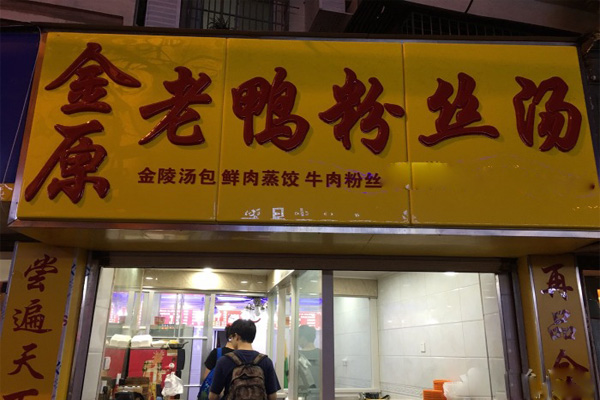 金原
老鸭粉丝汤
金陵汤包 鲜肉蒸饺 牛肉粉丝
尝遍天
再品金